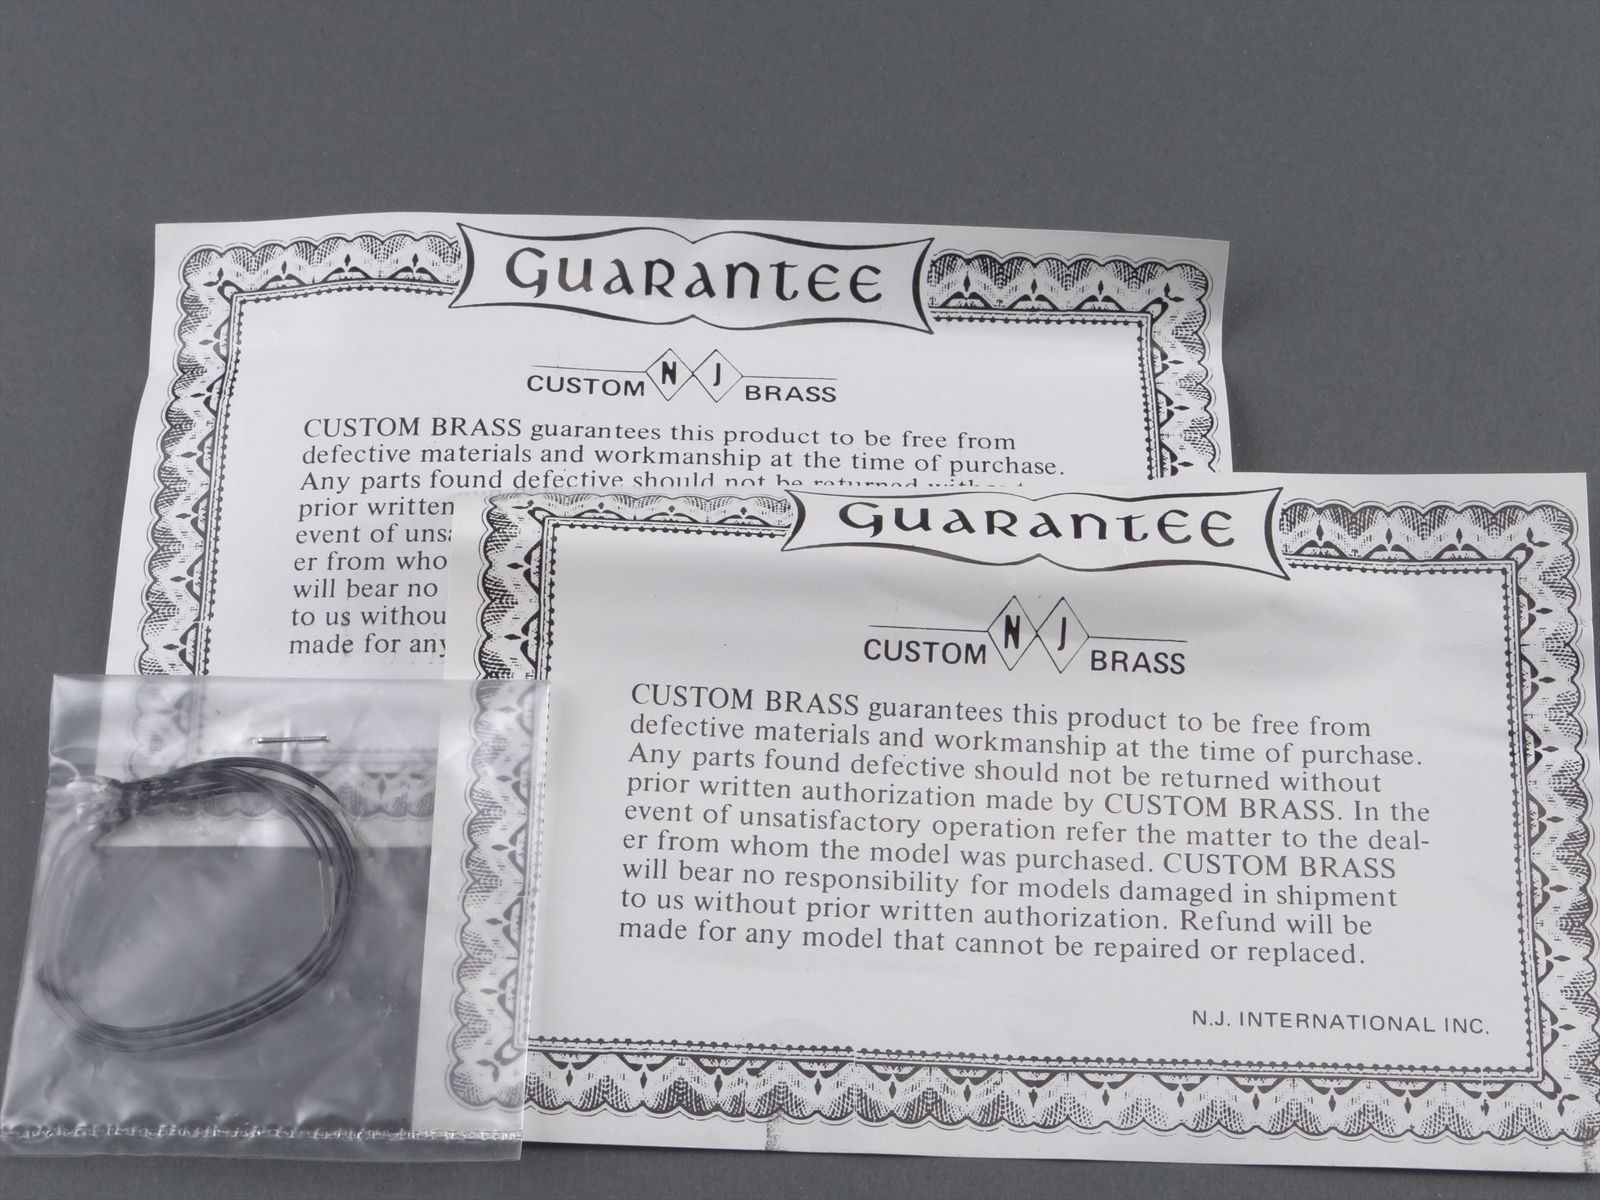 GUARANTEE
CUSTOM N J BRASS
CUSTOM BRASS guarantees this product to be free from
defective materials and workmanship at the time of purchase.
Any parts found defective should not be returned without
prior written
event of
er from who
will bear no
to us withou
made for any
GUARANTEE
CUSTOM N J BRASS
CUSTOM BRASS guarantees this product to be free from
defective materials and workmanship at the time of purchase.
Any parts found defective should not be returned without
prior written authorization made by CUSTOM BRASS. In the
event of unsatisfactory operation refer the matter to the deal-
er from whom the model was purchased. CUSTOM BRASS
will bear no responsibility for models damaged in shipment
to us without prior written authorization. Refund will be
made for any model that cannot be repaired or replaced.
N.J. INTERNATIONAL INC.